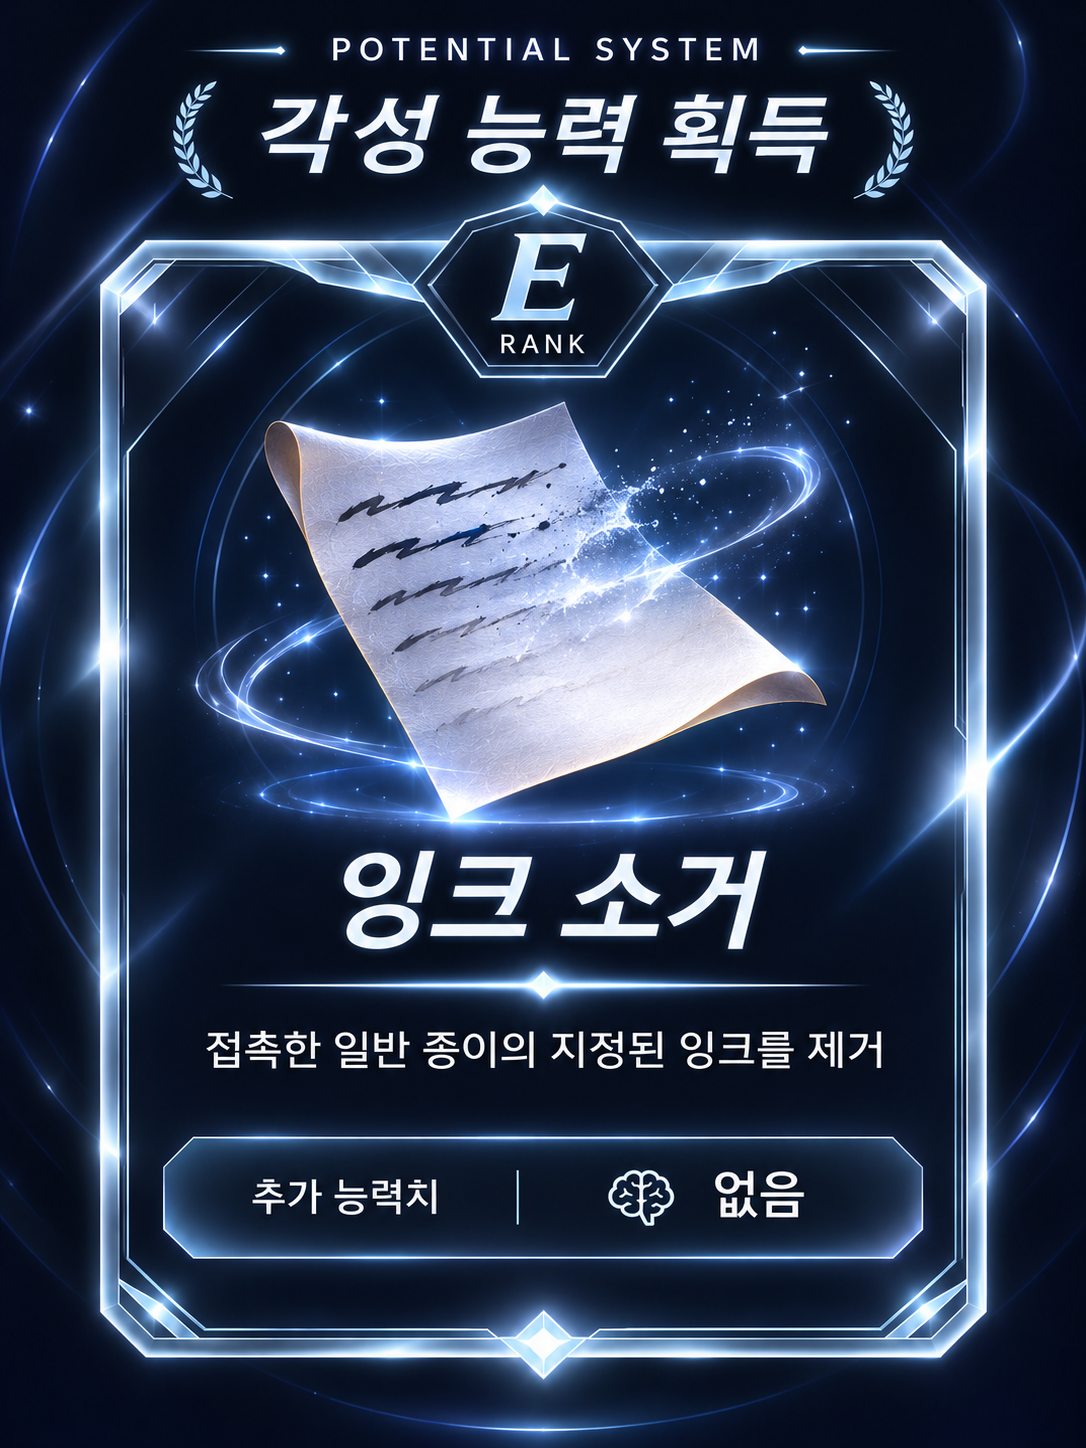 POTENTIAL SYSTEM
각성 능력 획득
E
RANK
잉크 소거
접촉한 일반 종이의 지정된 잉크를 제거
추가 능력치
없음